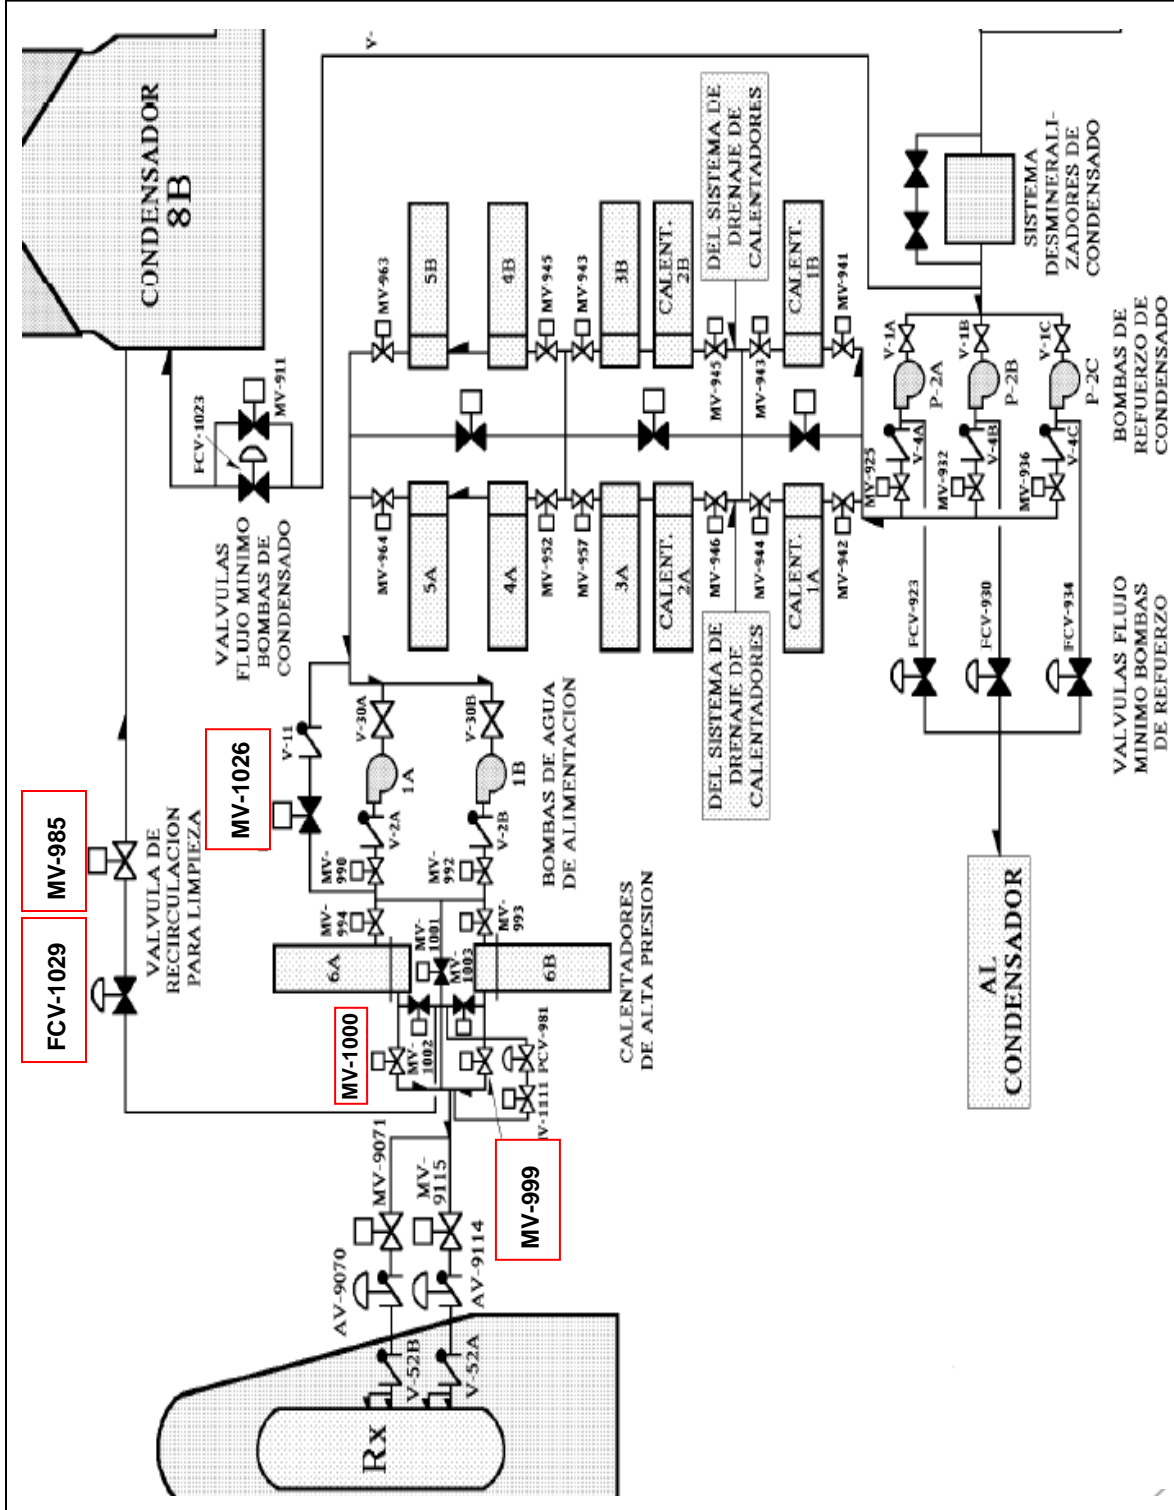 CONDENSADOR
8B
V-
SISTEMA
DESMINERALI-
ZADORES DE
CONDENSADO
BOMBAS DE
REFUERZO DE
CONDENSADO
V-1A
V-1B
V-1C
P-2A
P-2B
P-2C
V-4A
V-4B
V-4C
MV-925
MV-932
MV-936
FCV-923
FCV-930
FCV-934
VALVULAS FLUJO
MINIMO BOMBAS
DE REFUERZO
AL
CONDENSADOR
DEL SISTEMA DE
DRENAJE DE
CALENTADORES
DEL SISTEMA DE
DRENAJE DE
CALENTADORES
MV-963
5B
4B
MV-945
MV-943
3B
CALENT.
2B
MV-945
MV-943
CALENT.
1B
MV-941
MV-964
5A
4A
MV-952
MV-957
3A
CALENT.
2A
MV-946
MV-944
CALENT.
1A
MV-942
FCV-1023
MV-911
VALVULAS
FLUJO MINIMO
BOMBAS DE
CONDENSADO
V-11
MV-1026
V-30A
V-30B
1A
1B
V-2A
V-2B
BOMBAS DE AGUA
DE ALIMENTACION
MV-
990
MV-
992
MV-
994
MV-
993
MV-
1001
MV-
1003
6A
6B
CALENTADORES
DE ALTA PRESION
MV-985
VALVULA DE
RECIRCULACION
PARA LIMPIEZA
FCV-1029
MV-1000
MV-
1002
PCV-981
IV-1111
MV-999
MV-9071
MV-
9115
AV-9070
AV-9114
V-52B
V-52A
Rx